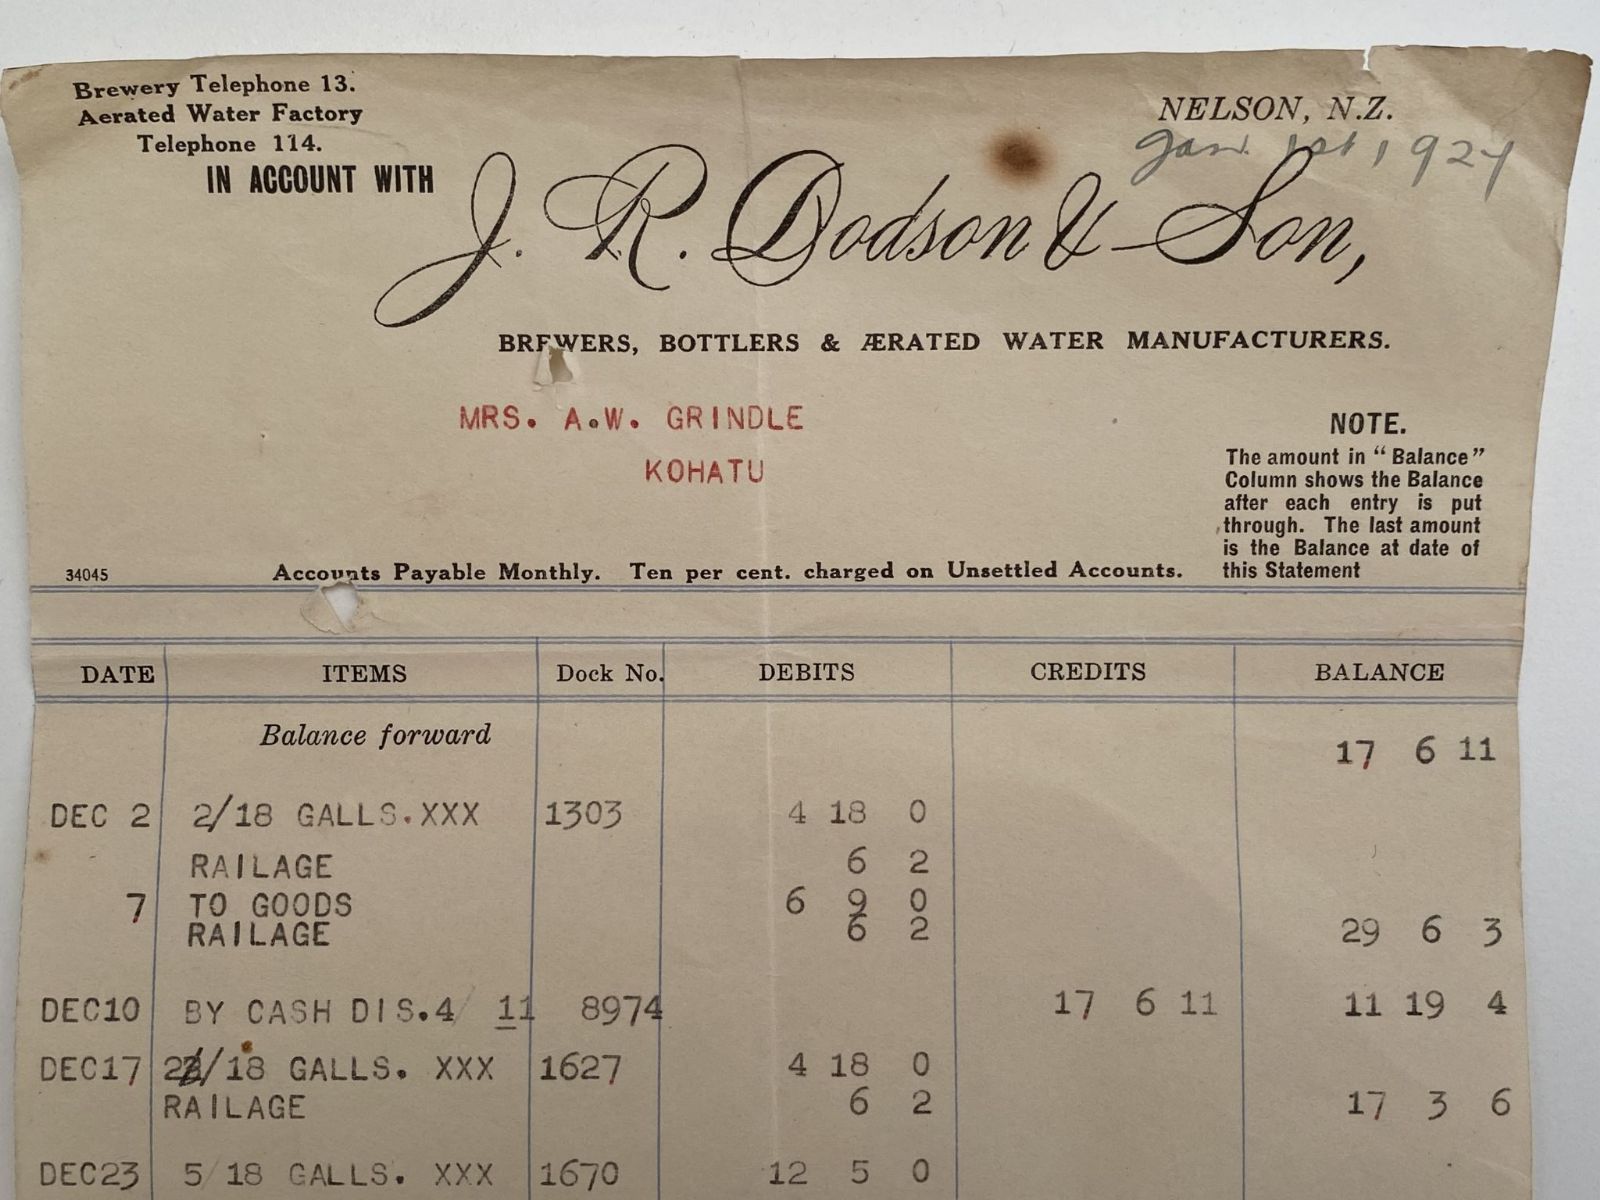 Brewery Telephone 13.
Aerated Water Factory
Telephone 114.
NELSON, N.Z.
Jan. 1st, 1924
IN ACCOUNT WITH
J. R. Dodson & Son,
BREWERS, BOTTLERS & ÆRATED WATER MANUFACTURERS.
MRS. A.W. GRINDLE
KOHATU
NOTE.
The amount in "Balance"
Column shows the Balance
after each entry is put
through. The last amount
is the Balance at date of
this Statement
34045 Accounts Payable Monthly. Ten per cent. charged on Unsettled Accounts.
DATE ITEMS Dock No. DEBITS CREDITS BALANCE
Balance forward 17 6 11
DEC 2 2/18 GALLS.XXX 1303 4 18 0
RAILAGE 6 2
7 TO GOODS 6 9 0
RAILAGE 6 2 29 6 3
DEC10 BY CASH DIS.4/ 11 8974 17 6 11 11 19 4
DEC17 2/18 GALLS. XXX 1627 4 18 0
RAILAGE 6 2 17 3 6
DEC23 5/18 GALLS. XXX 1670 12 5 0